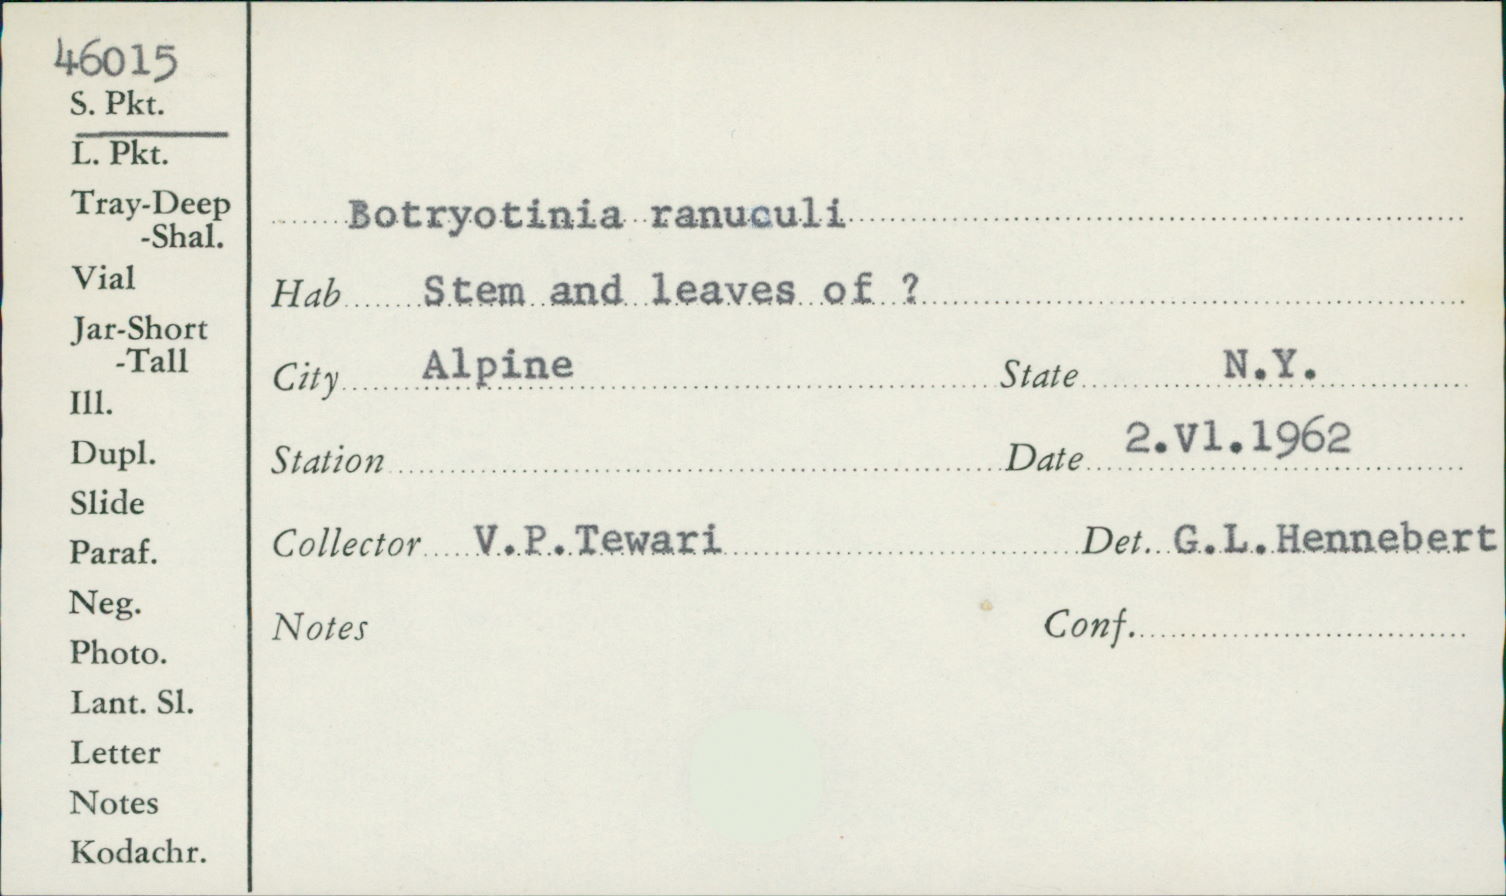 46015
S. Pkt.
L. Pkt.
Tray-Deep
-Shal.
Vial
Jar-Short
-Tall
Ill.
Dupl.
Slide
Paraf.
Neg.
Photo.
Lant. Sl.
Letter
Notes
Kodachr.
Botryotinia ranuculi
Hab Stem and leaves of ?
City Alpine State N.Y.
Station Date 2.Vl.1962
Collector V.P.Tewari Det. G.L.Hennebert
Notes Conf.